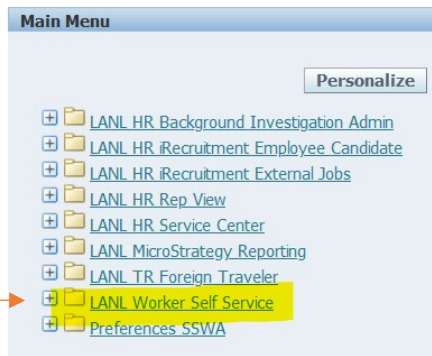 Main Menu
Personalize
LANL HR Background Investigation Admin
LANL HR iRecruitment Employee Candidate
LANL HR iRecruitment External Jobs
LANL HR Rep View
LANL HR Service Center
LANL MicroStrategy Reporting
LANL TR Foreign Traveler
LANL Worker Self Service
Preferences SSWA